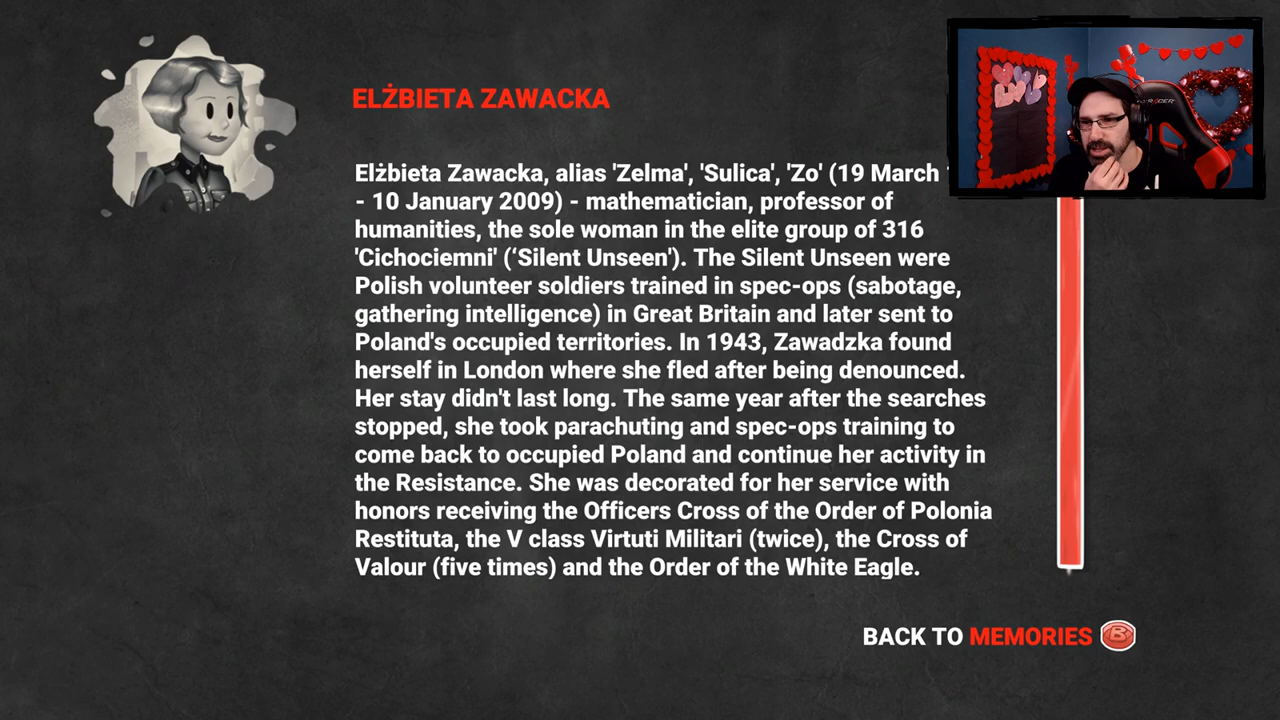 ELŻBIETA ZAWACKA
Elżbieta Zawacka, alias 'Zelma', 'Sulica', 'Zo' (19 March
- 10 January 2009) - mathematician, professor of
humanities, the sole woman in the elite group of 316
'Cichociemni' (‘Silent Unseen'). The Silent Unseen were
Polish volunteer soldiers trained in spec-ops (sabotage,
gathering intelligence) in Great Britain and later sent to
Poland's occupied territories. In 1943, Zawadzka found
herself in London where she fled after being denounced.
Her stay didn't last long. The same year after the searches
stopped, she took parachuting and spec-ops training to
come back to occupied Poland and continue her activity in
the Resistance. She was decorated for her service with
honors receiving the Officers Cross of the Order of Polonia
Restituta, the V class Virtuti Militari (twice), the Cross of
Valour (five times) and the Order of the White Eagle.
BACK TO MEMORIES B